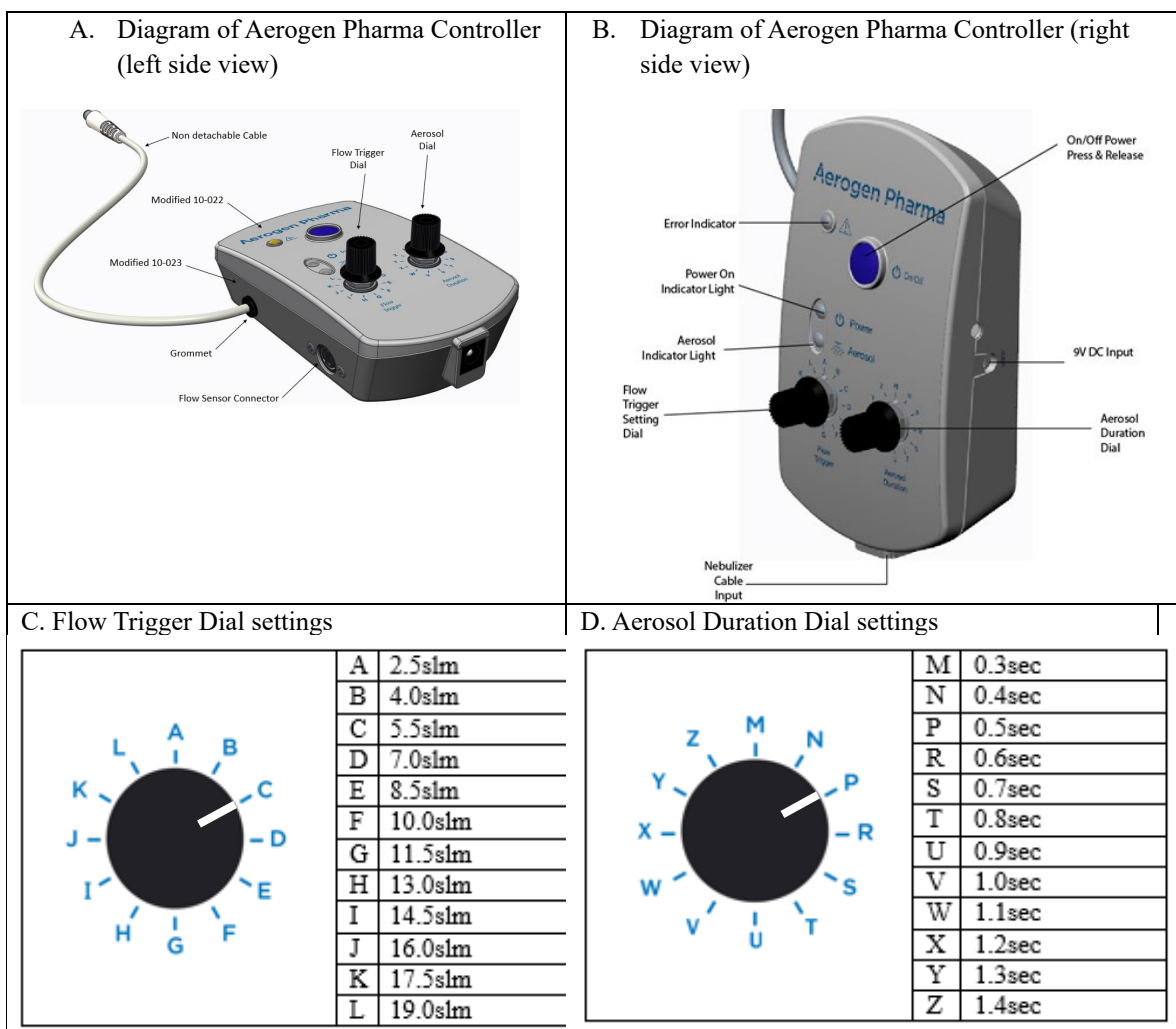 A. Diagram of Aerogen Pharma Controller
(left side view)
Non detachable Cable
Aerosol
Dial
Flow Trigger
Dial
Modified 10-022
Aerogen Pharma
Modified 10-023
Flow
Trigger
Aerosol
Duration
Grommet
Flow Sensor Connector
B. Diagram of Aerogen Pharma Controller (right
side view)
On/Off Power
Press & Release
Aerogen Pharma
Error Indicator
On/Off
Power On
Indicator Light
Power
Aerosol
Indicator Light
Aerosol
9V DC Input
Flow
Trigger
Setting
Dial
Aerosol
Duration
Dial
Flow
Trigger
Aerosol
Duration
Nebulizer
Cable
Input
C. Flow Trigger Dial settings
A
B
C
D
E
F
G
H
I
J
K
L
A 2.5slm
B 4.0slm
C 5.5slm
D 7.0slm
E 8.5slm
F 10.0slm
G 11.5slm
H 13.0slm
I 14.5slm
J 16.0slm
K 17.5slm
L 19.0slm
D. Aerosol Duration Dial settings
M
N
P
R
S
T
U
V
W
X
Y
Z
M 0.3sec
N 0.4sec
P 0.5sec
R 0.6sec
S 0.7sec
T 0.8sec
U 0.9sec
V 1.0sec
W 1.1sec
X 1.2sec
Y 1.3sec
Z 1.4sec